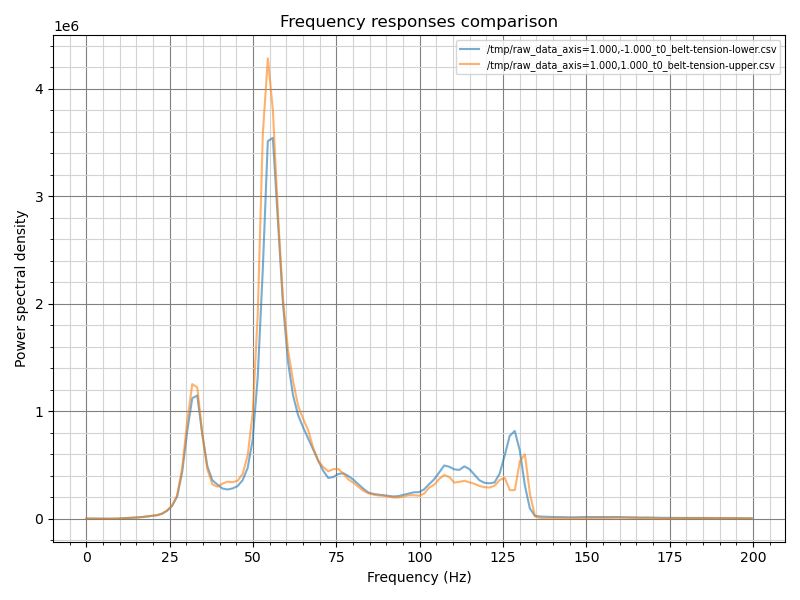 Frequency responses comparison
1e6
/tmp/raw_data_axis=1.000,-1.000_t0_belt-tension-lower.csv
/tmp/raw_data_axis=1.000,1.000_t0_belt-tension-upper.csv
Power spectral density
4
3
2
1
0
0 25 50 75 100 125 150 175 200
Frequency (Hz)